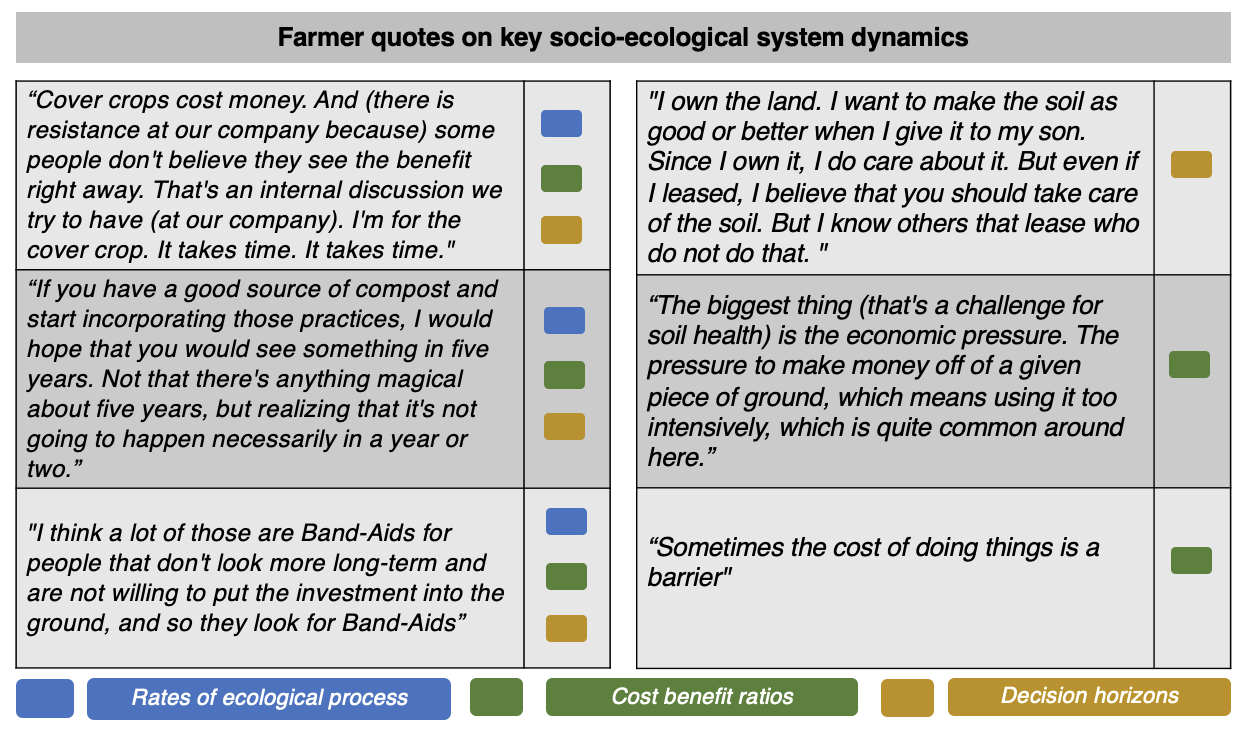 Farmer quotes on key socio-ecological system dynamics
“Cover crops cost money. And (there is
resistance at our company because) some
people don't believe they see the benefit
right away. That's an internal discussion we
try to have (at our company). I'm for the
cover crop. It takes time. It takes time."
“If you have a good source of compost and
start incorporating those practices, I would
hope that you would see something in five
years. Not that there's anything magical
about five years, but realizing that it's not
going to happen necessarily in a year or
two.”
"I think a lot of those are Band-Aids for
people that don't look more long-term and
are not willing to put the investment into the
ground, and so they look for Band-Aids”
"I own the land. I want to make the soil as
good or better when I give it to my son.
Since I own it, I do care about it. But even if
I leased, I believe that you should take care
of the soil. But I know others that lease who
do not do that. "
“The biggest thing (that's a challenge for
soil health) is the economic pressure. The
pressure to make money off of a given
piece of ground, which means using it too
intensively, which is quite common around
here.”
“Sometimes the cost of doing things is a
barrier"
Rates of ecological process
Cost benefit ratios
Decision horizons